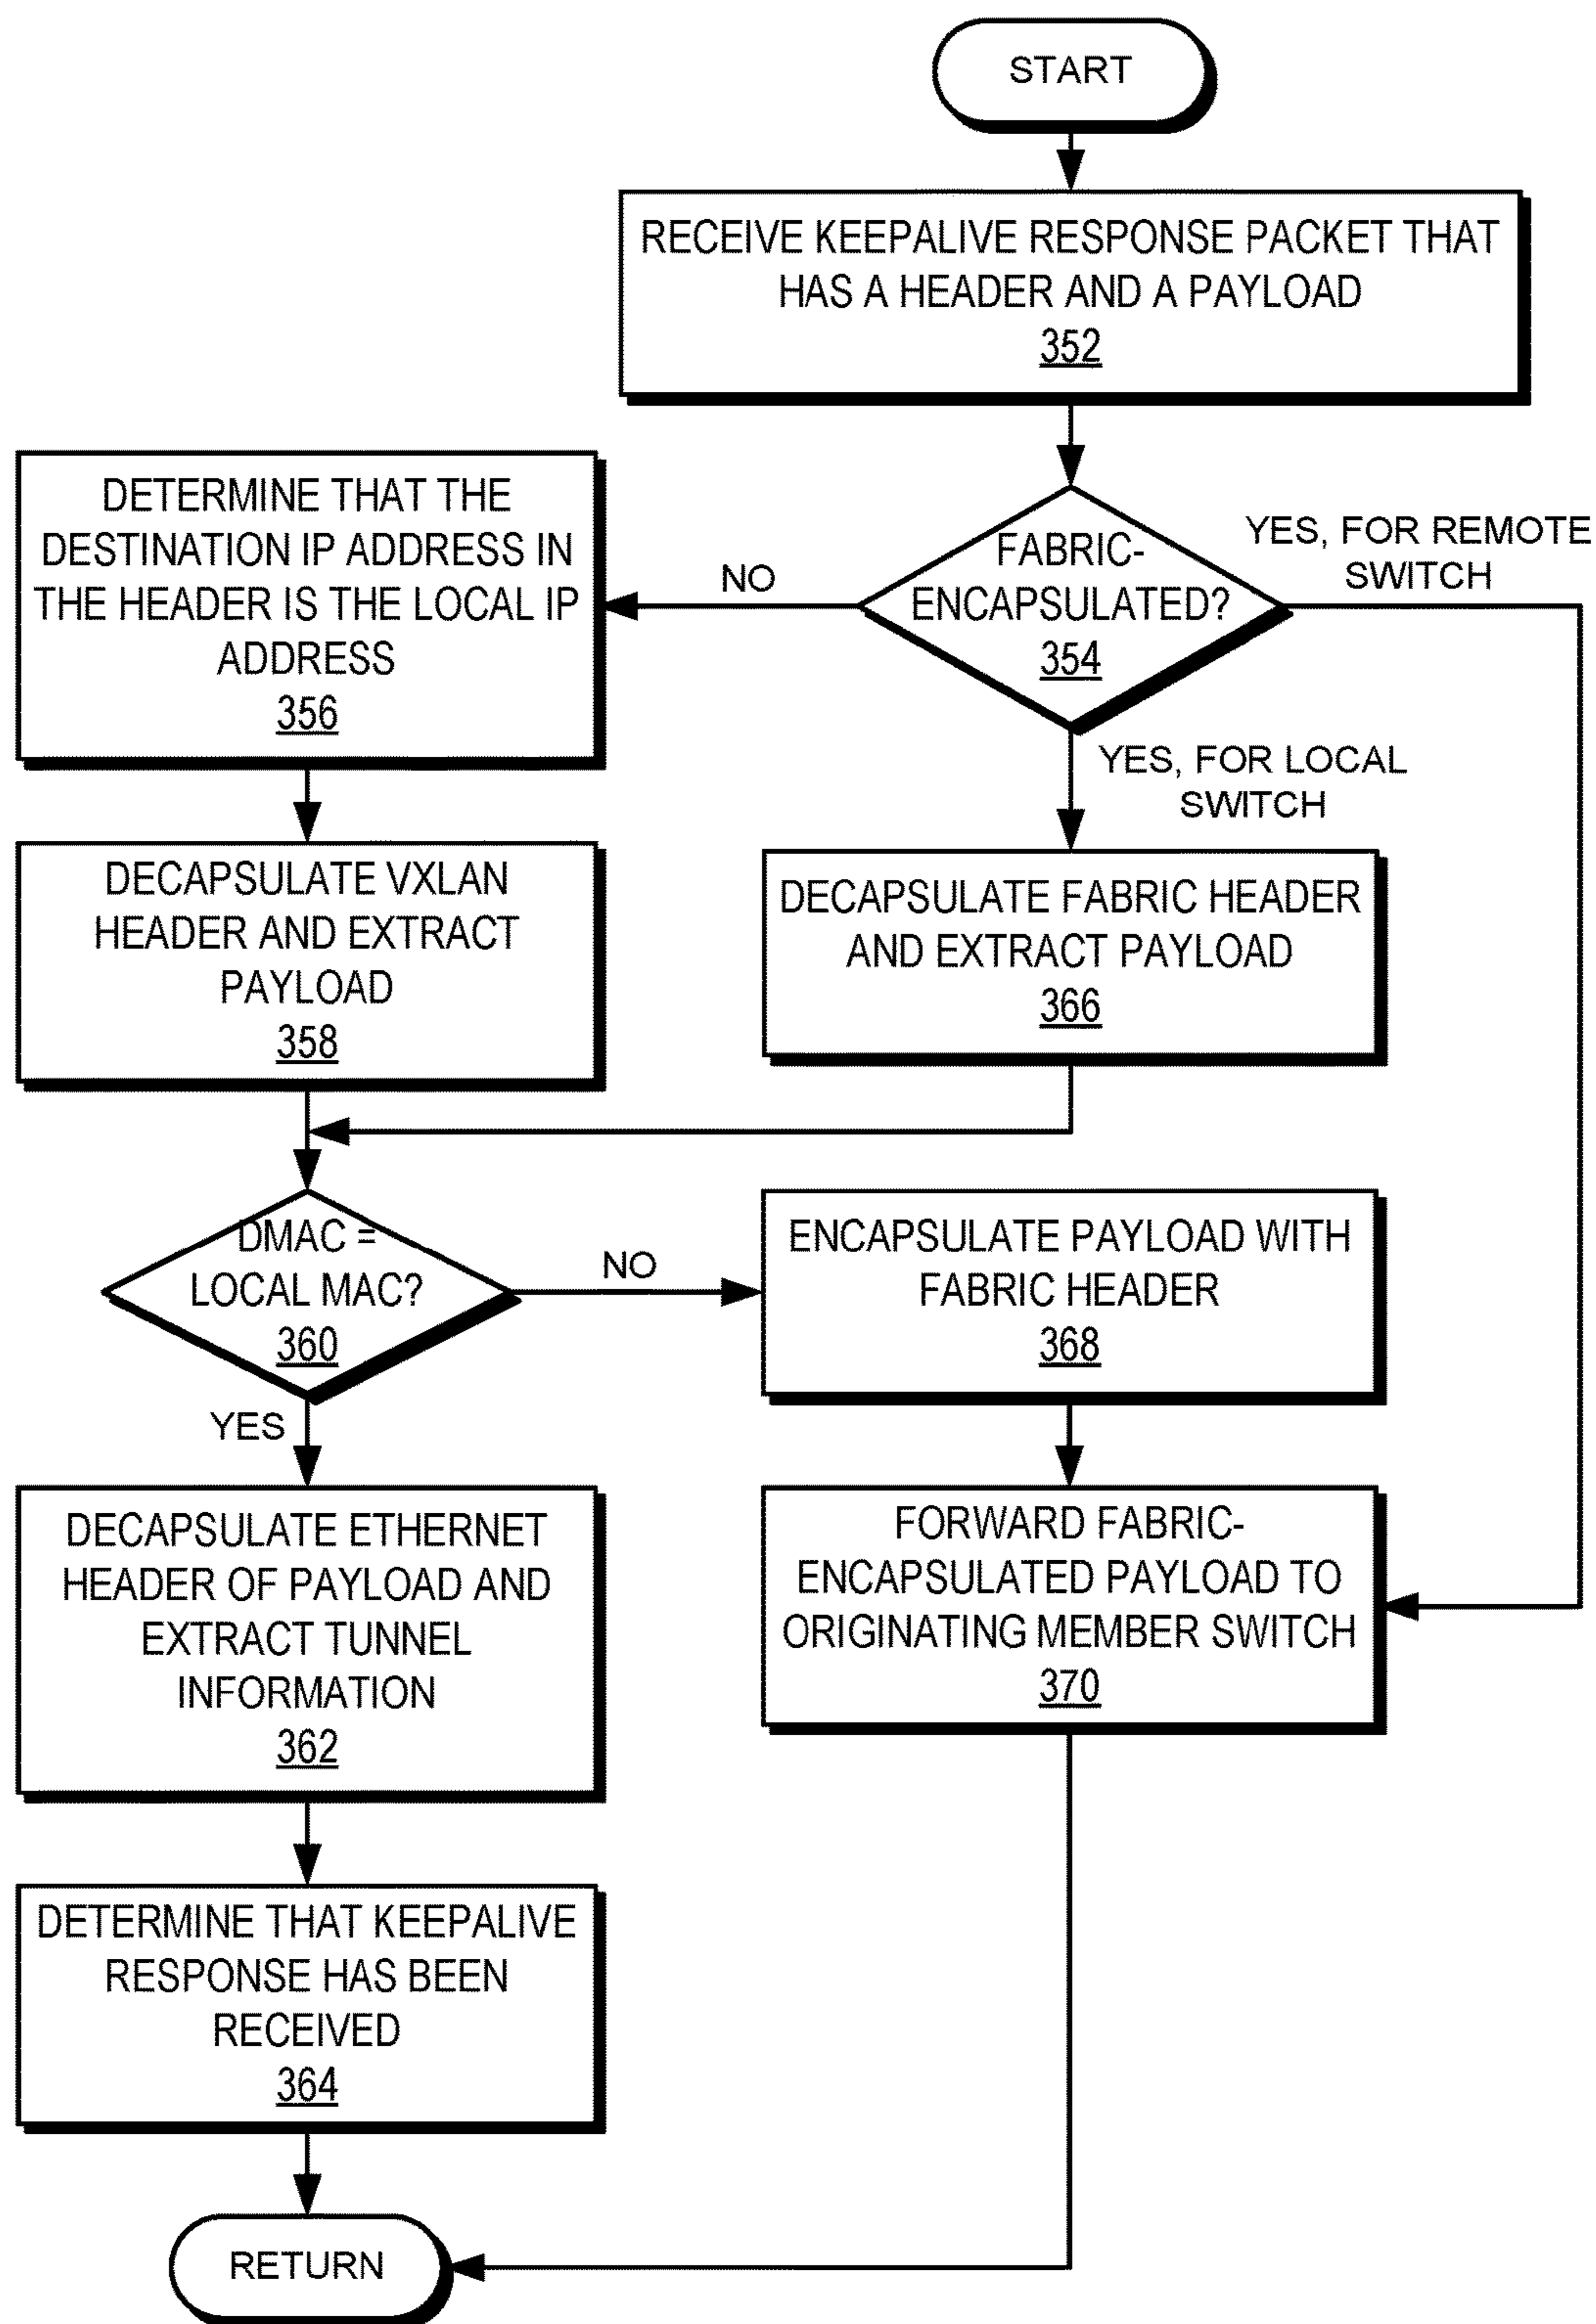 START
RECEIVE KEEPALIVE RESPONSE PACKET THAT
HAS A HEADER AND A PAYLOAD
352
DETERMINE THAT THE
DESTINATION IP ADDRESS IN
THE HEADER IS THE LOCAL IP
ADDRESS
356
NO
FABRIC-
ENCAPSULATED?
354
YES, FOR REMOTE
SWITCH
YES, FOR LOCAL
SWITCH
DECAPSULATE VXLAN
HEADER AND EXTRACT
PAYLOAD
358
DECAPSULATE FABRIC HEADER
AND EXTRACT PAYLOAD
366
DMAC =
LOCAL MAC?
360
NO
ENCAPSULATE PAYLOAD WITH
FABRIC HEADER
368
YES
DECAPSULATE ETHERNET
HEADER OF PAYLOAD AND
EXTRACT TUNNEL
INFORMATION
362
FORWARD FABRIC-
ENCAPSULATED PAYLOAD TO
ORIGINATING MEMBER SWITCH
370
DETERMINE THAT KEEPALIVE
RESPONSE HAS BEEN
RECEIVED
364
RETURN